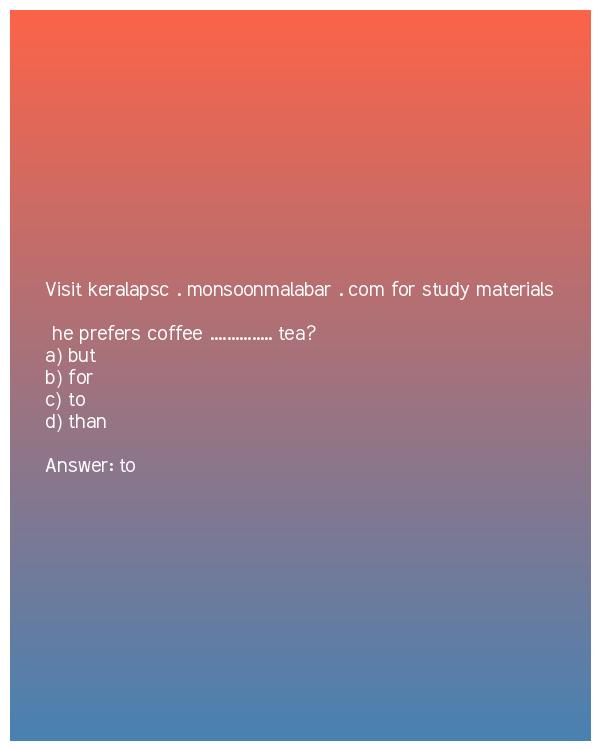 Visit keralapsc . monsoonmalabar . com for study materials
he prefers coffee ............... tea?
a) but
b) for
c) to
d) than
Answer: to